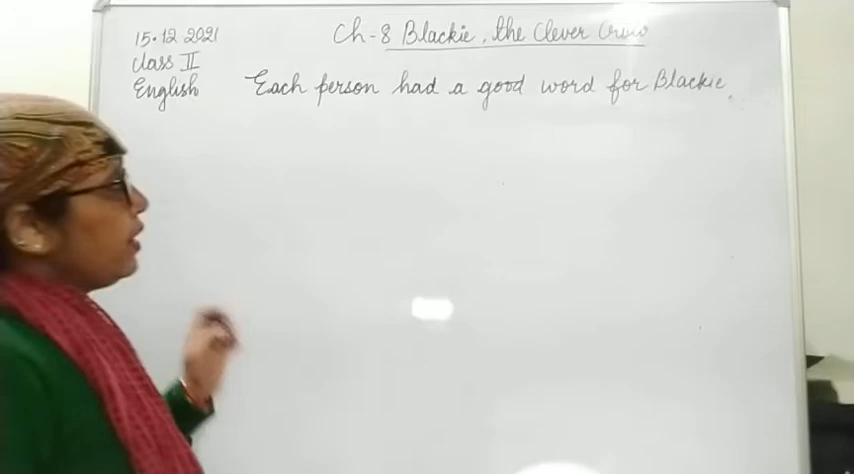 15.12.2021
Ch-8 Blackie, the Clever Crow
Class II
English
Each person had a good word for Blackie.